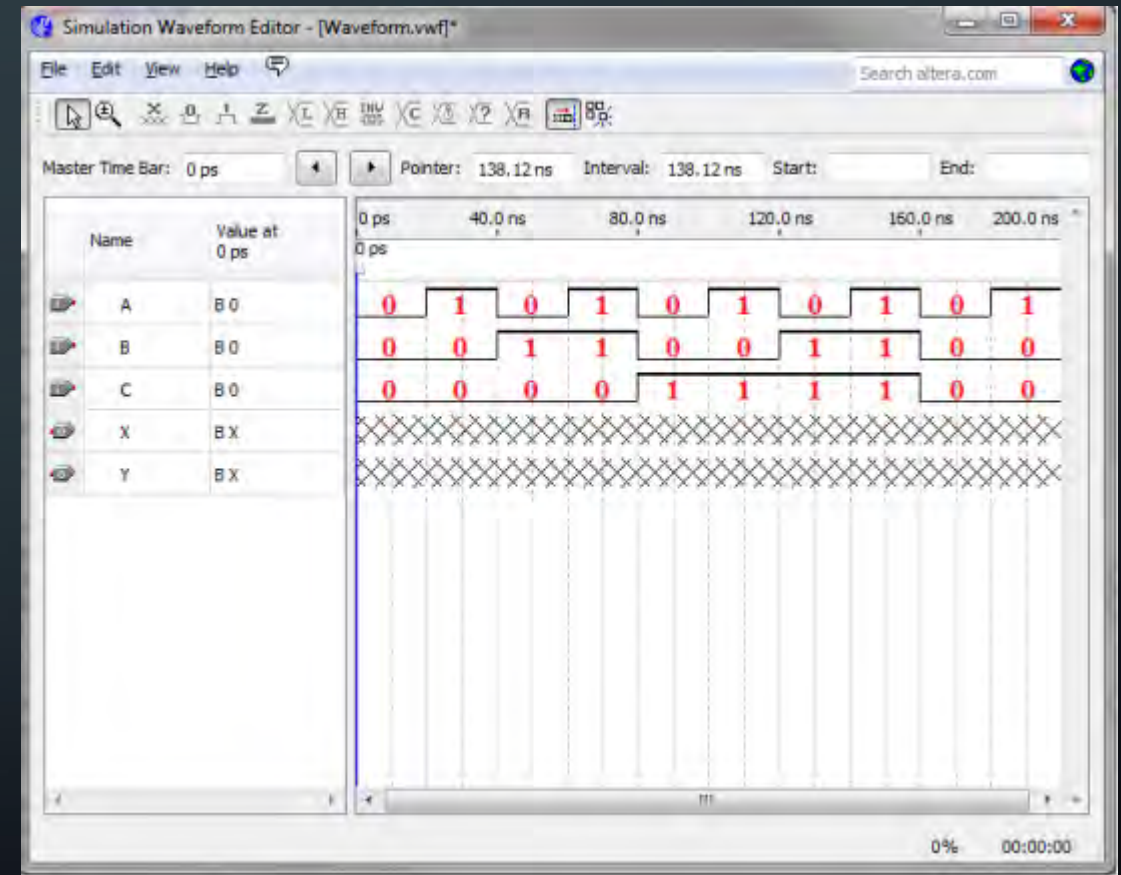 Simulation Waveform Editor - [Waveform.vwf]*
File Edit View Help
Search altera.com
Master Time Bar: 0 ps Pointer: 138.12 ns Interval: 138.12 ns Start: End:
Name Value at 0 ps
0 ps 40.0 ns 80.0 ns 120.0 ns 160.0 ns 200.0 ns
0 ps
A B 0 0 1 0 1 0 1 0 1 0 1
B B 0 0 0 1 1 0 0 1 1 0 0
C B 0 0 0 0 0 1 1 1 1 0 0
X B X
Y B X
0% 00:00:00